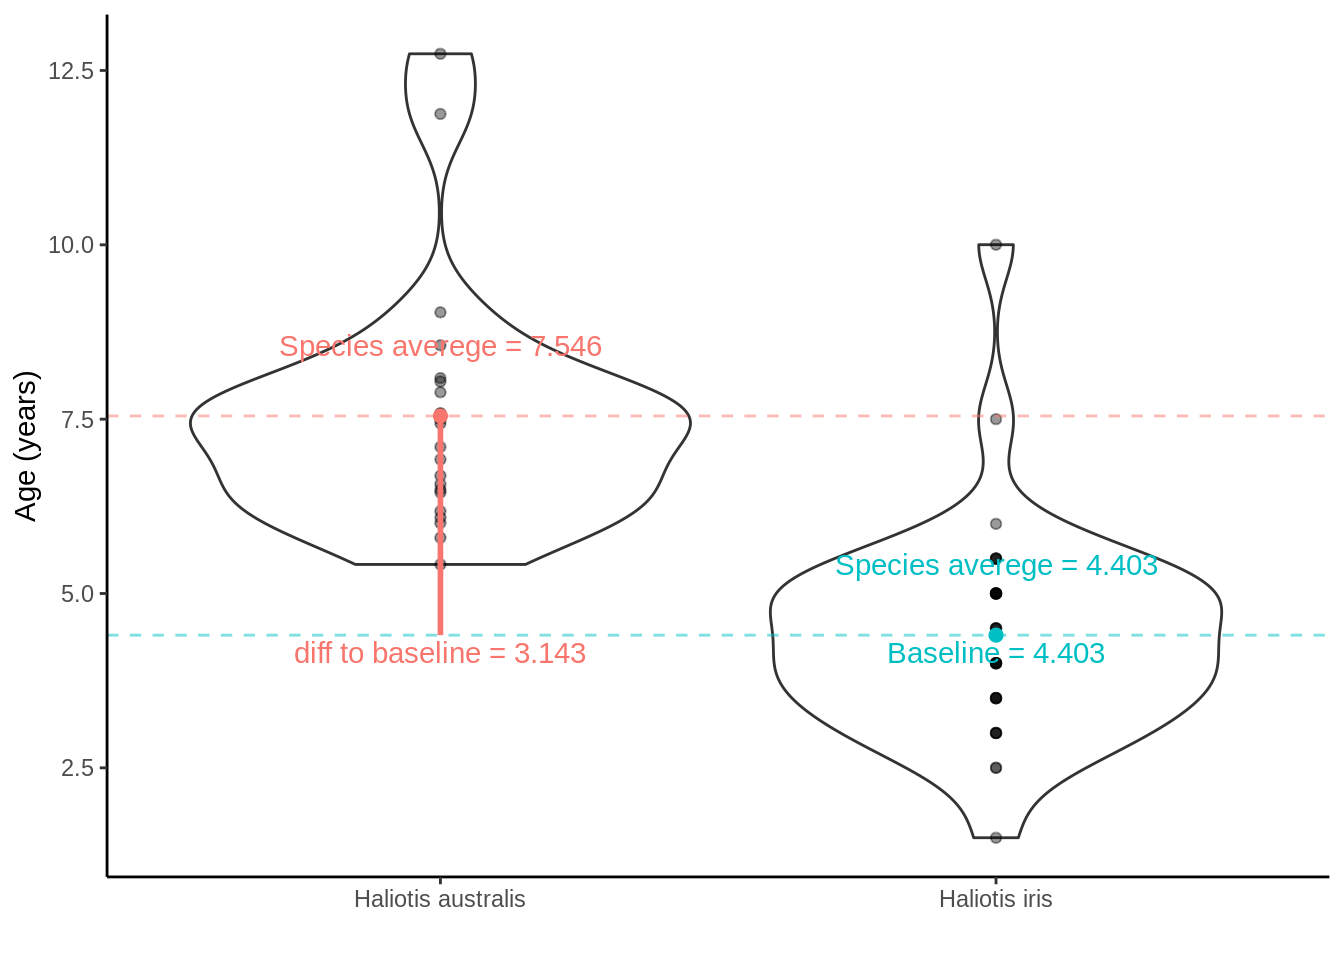 12.5
10.0
Species averege = 7.546
7.5
Age (years)
Species averege = 4.403
5.0
diff to baseline = 3.143
Baseline = 4.403
2.5
Haliotis australis
Haliotis iris